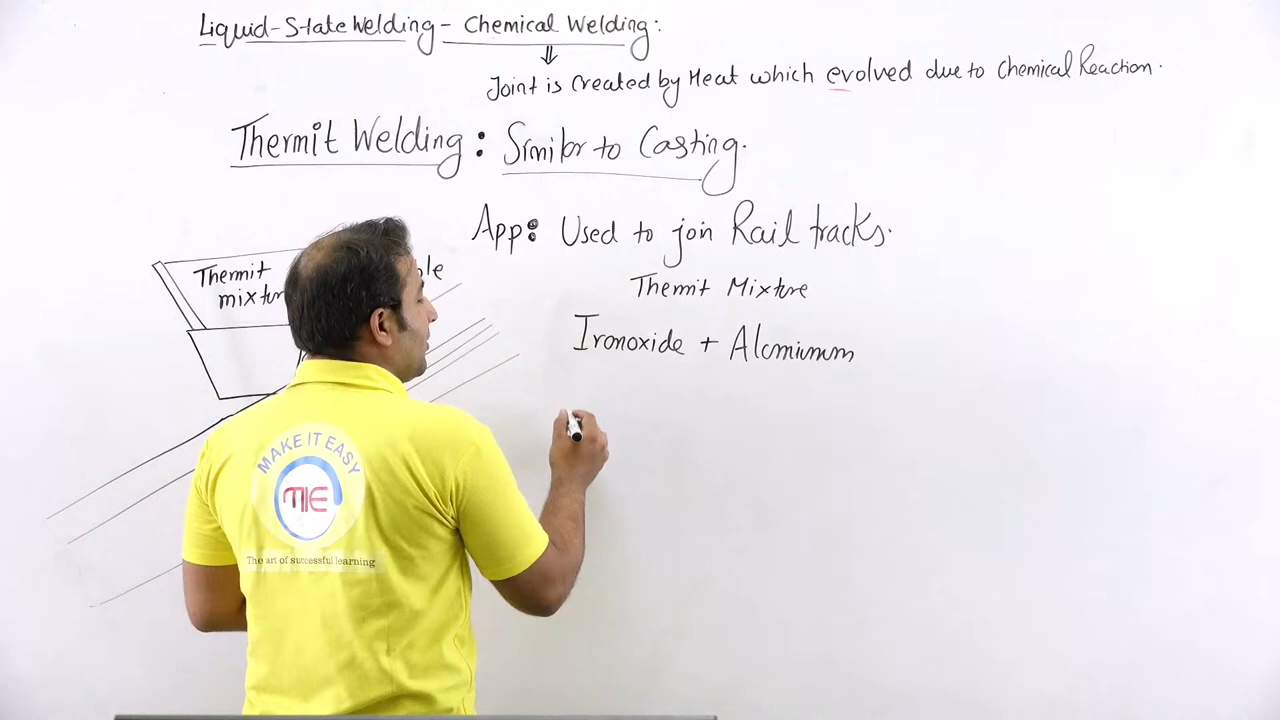 Liquid-State Welding - Chemical Welding:
⇓
Joint is created by Heat which evolved due to Chemical Reaction.
Thermit Welding: Similar to Casting.
App: Used to join Rail tracks.
Thermit
mixture
Thermit Mixture
Ironoxide + Aluminum
MAKE IT EASY
MIE
The art of successful learning